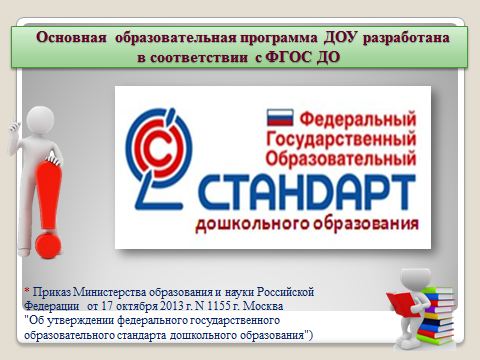 Основная образовательная программа ДОУ разработана
в соответствии с ФГОС ДО
Федеральный
Государственный
Образовательный
СТАНДАРТ
дошкольного образования
* Приказ Министерства образования и науки Российской
Федерации от 17 октября 2013 г. N 1155 г. Москва
"Об утверждении федерального государственного
образовательного стандарта дошкольного образования")